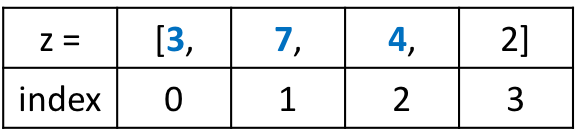 z = [3, 7, 4, 2]
index 0 1 2 3